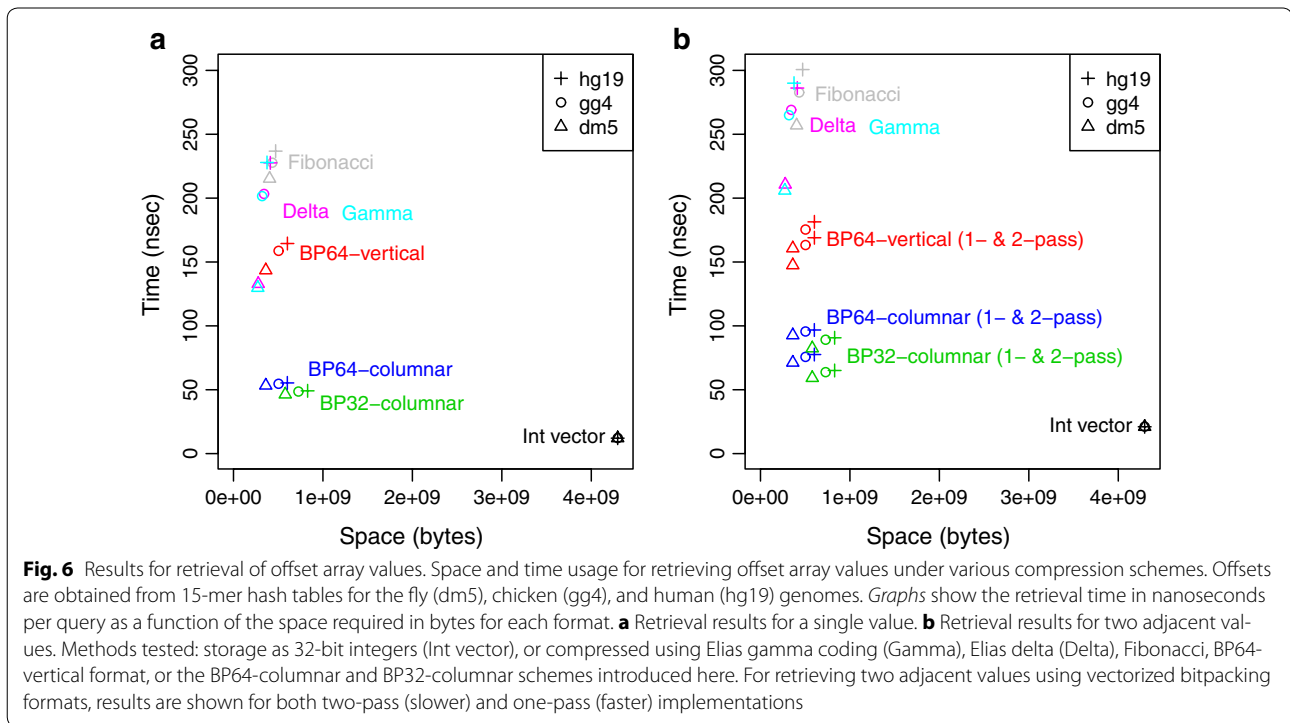 a
Time (nsec)
300
250
200
150
100
50
0
hg19
gg4
dm5
Fibonacci
Delta Gamma
BP64−vertical
BP64−columnar
BP32−columnar
Int vector
0e+00 1e+09 2e+09 3e+09 4e+09
Space (bytes)
b
Time (nsec)
300
250
200
150
100
50
0
hg19
gg4
dm5
Fibonacci
Delta Gamma
BP64−vertical (1− & 2−pass)
BP64−columnar (1− & 2−pass)
BP32−columnar (1− & 2−pass)
Int vector
0e+00 1e+09 2e+09 3e+09 4e+09
Space (bytes)
Fig. 6 Results for retrieval of offset array values. Space and time usage for retrieving offset array values under various compression schemes. Offsets
are obtained from 15-mer hash tables for the fly (dm5), chicken (gg4), and human (hg19) genomes. Graphs show the retrieval time in nanoseconds
per query as a function of the space required in bytes for each format. a Retrieval results for a single value. b Retrieval results for two adjacent val-
ues. Methods tested: storage as 32-bit integers (Int vector), or compressed using Elias gamma coding (Gamma), Elias delta (Delta), Fibonacci, BP64-
vertical format, or the BP64-columnar and BP32-columnar schemes introduced here. For retrieving two adjacent values using vectorized bitpacking
formats, results are shown for both two-pass (slower) and one-pass (faster) implementations